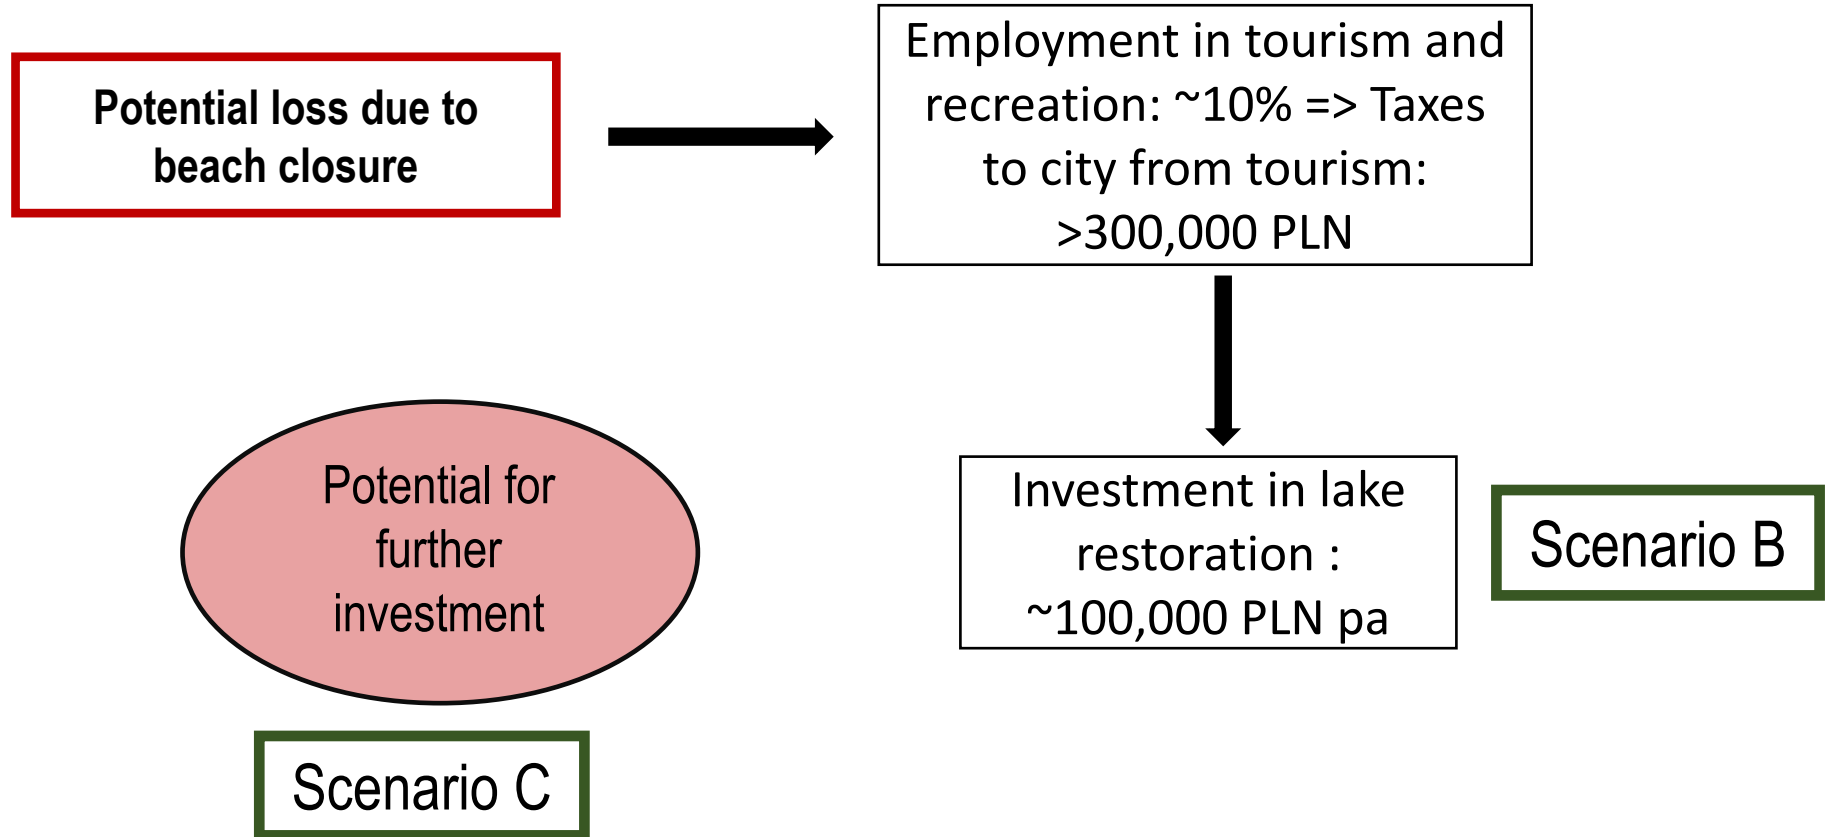 Potential loss due to
beach closure
Employment in tourism and
recreation: ~10% => Taxes
to city from tourism:
>300,000 PLN
Potential for
further
investment
Investment in lake
restoration :
~100,000 PLN pa
Scenario B
Scenario C